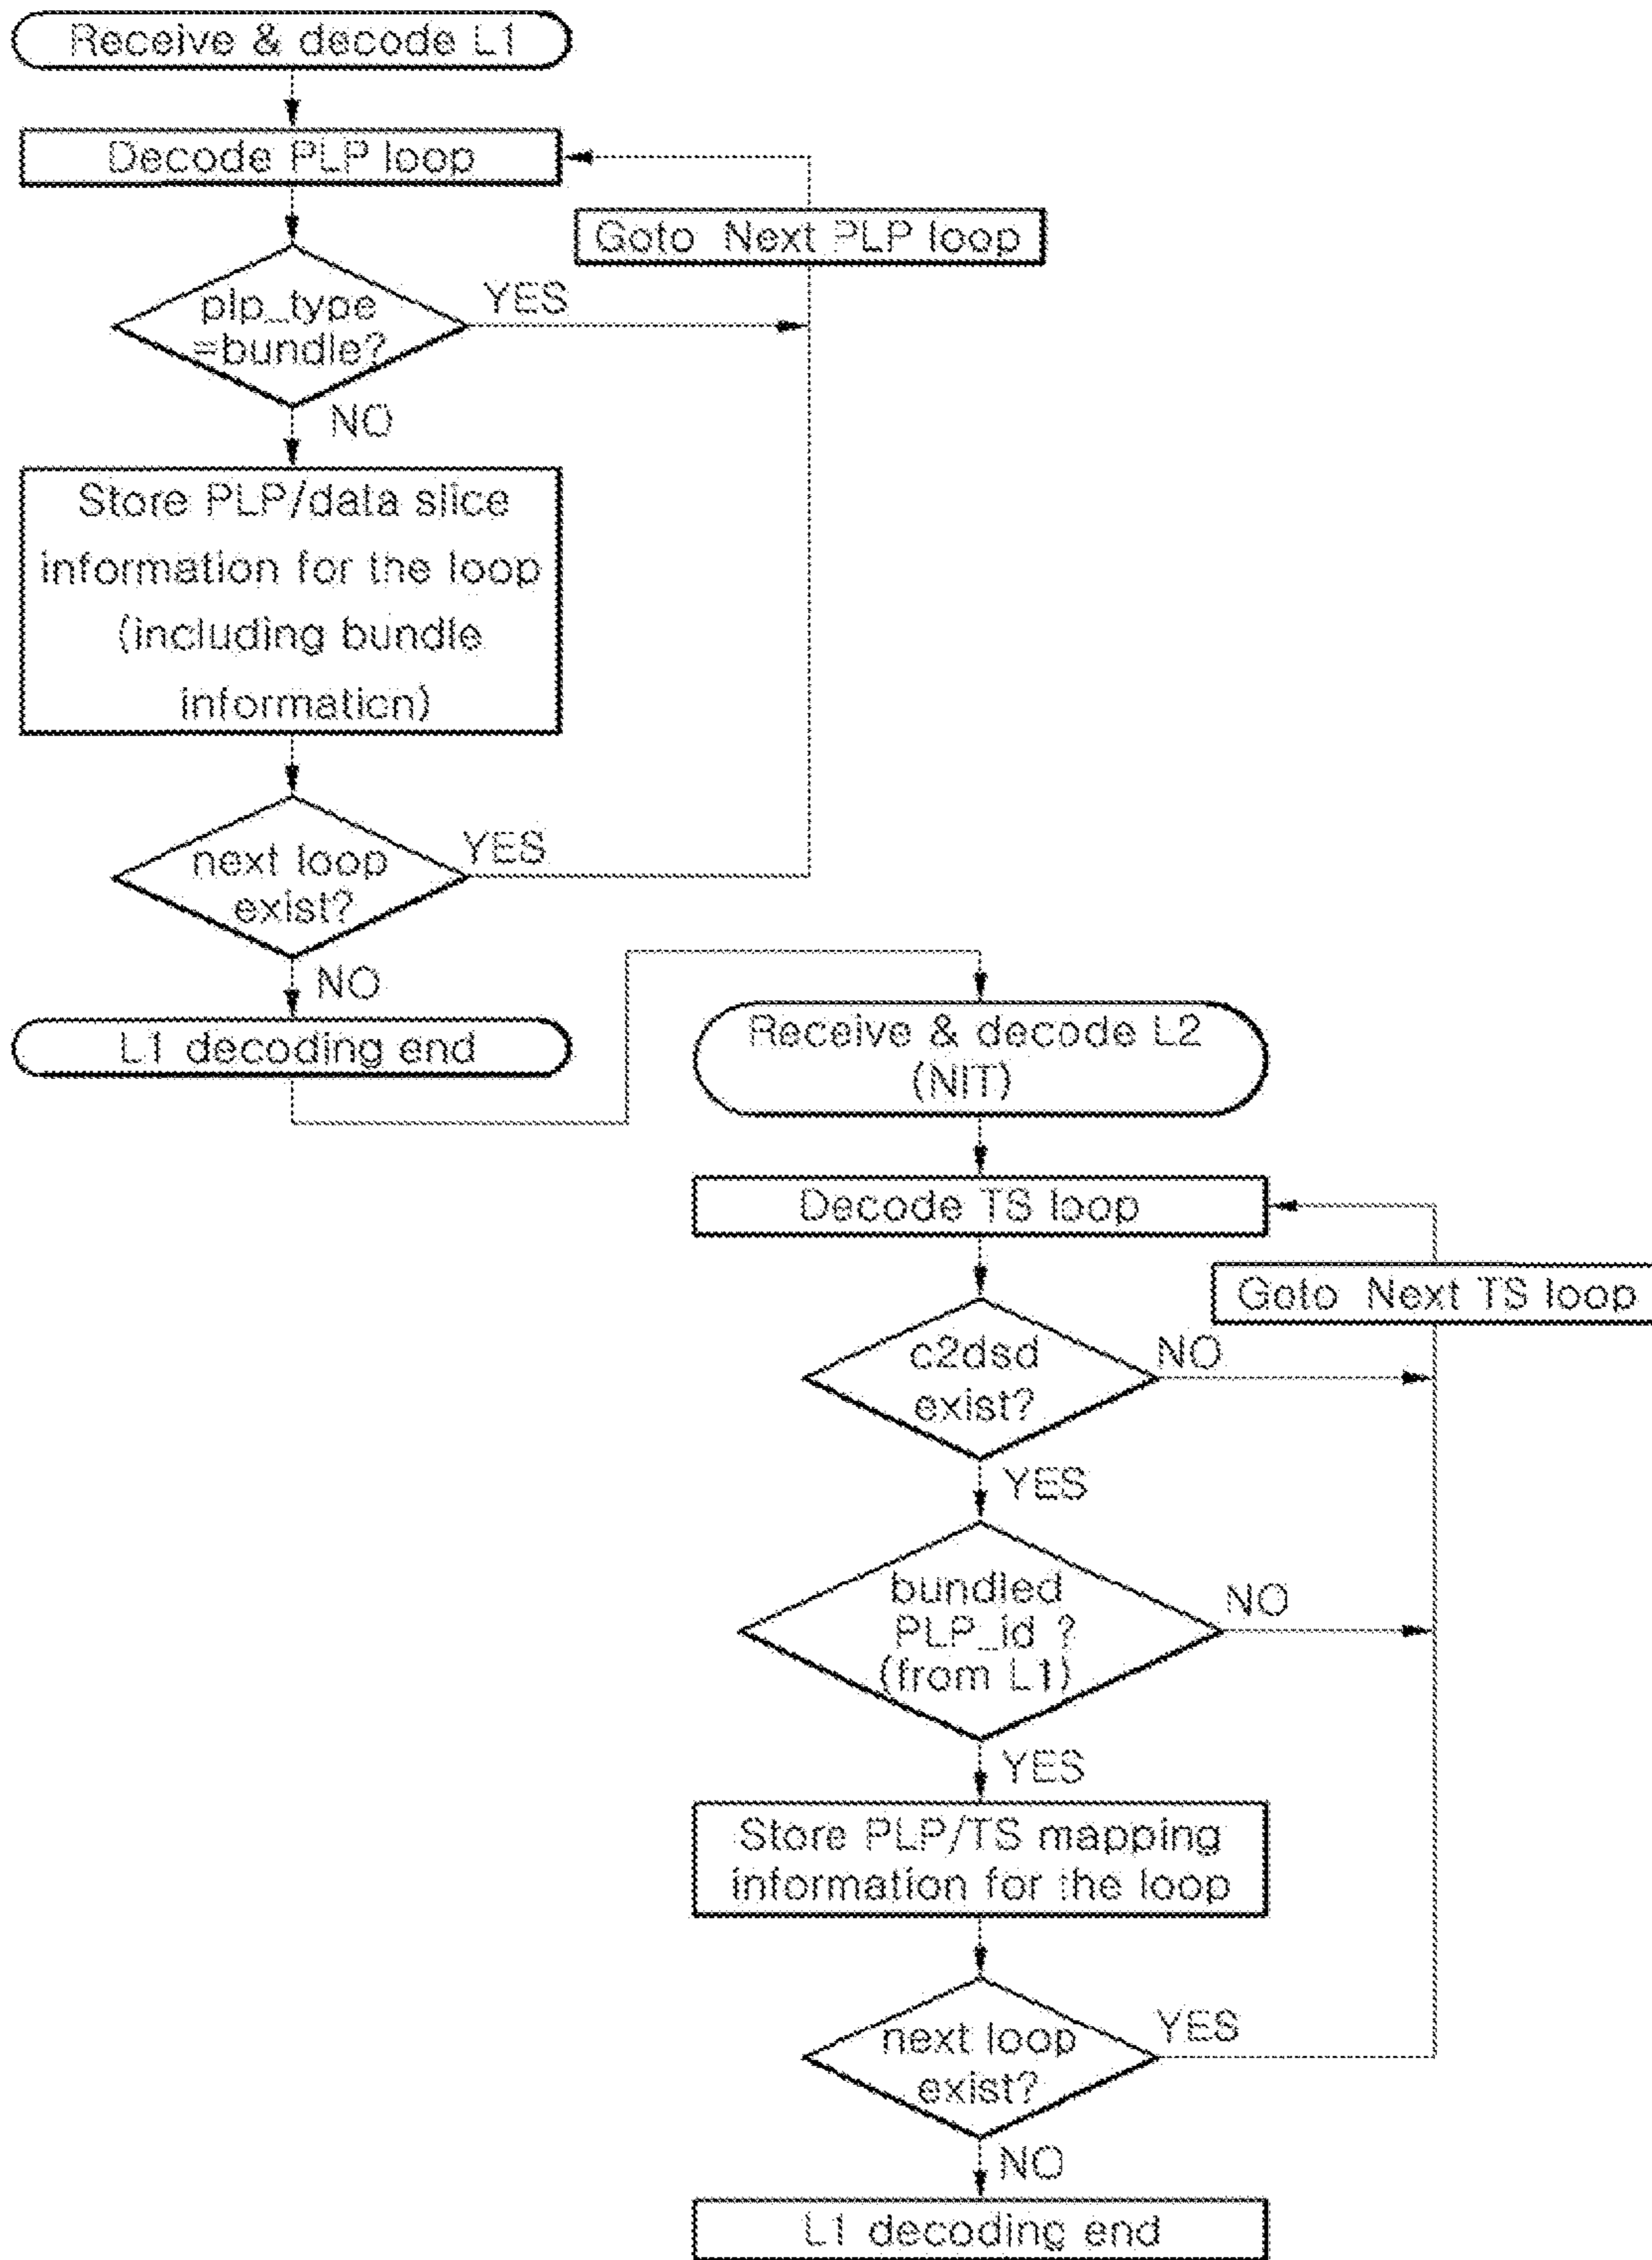 Receive & decode L1
Decode PLP loop
Goto Next PLP loop
plp_type
=bundle?
YES
NO
Store PLP/data slice
information for the loop
(including bundle
information)
next loop
exist?
YES
NO
L1 decoding end
Receive & decode L2
(NIT)
Decode TS loop
Goto Next TS loop
c2dsd
exist?
NO
YES
bundled
PLP_id ?
(from L1)
NO
YES
Store PLP/TS mapping
information for the loop
next loop
exist?
YES
NO
L1 decoding end